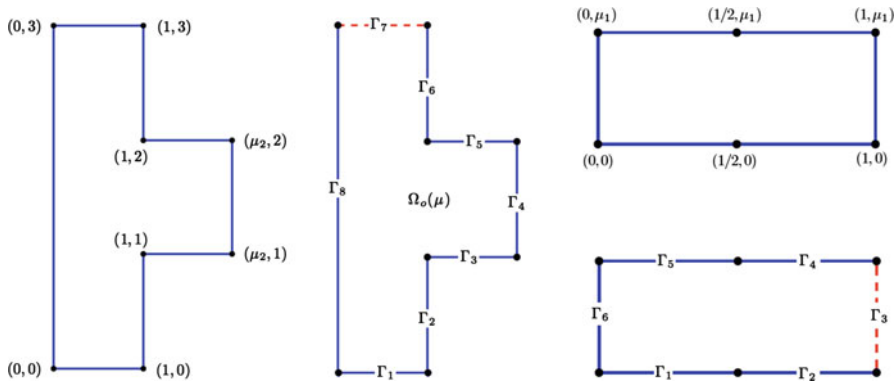 (0, 3)
(1, 3)
(1, 2)
(μ₂, 2)
(1, 1)
(μ₂, 1)
(0, 0)
(1, 0)
Γ₇
Γ₆
Γ₅
Γ₈
Ωₒ(μ)
Γ₄
Γ₃
Γ₂
Γ₁
(0, μ₁)
(1/2, μ₁)
(1, μ₁)
(0, 0)
(1/2, 0)
(1, 0)
Γ₅
Γ₄
Γ₆
Γ₃
Γ₁
Γ₂